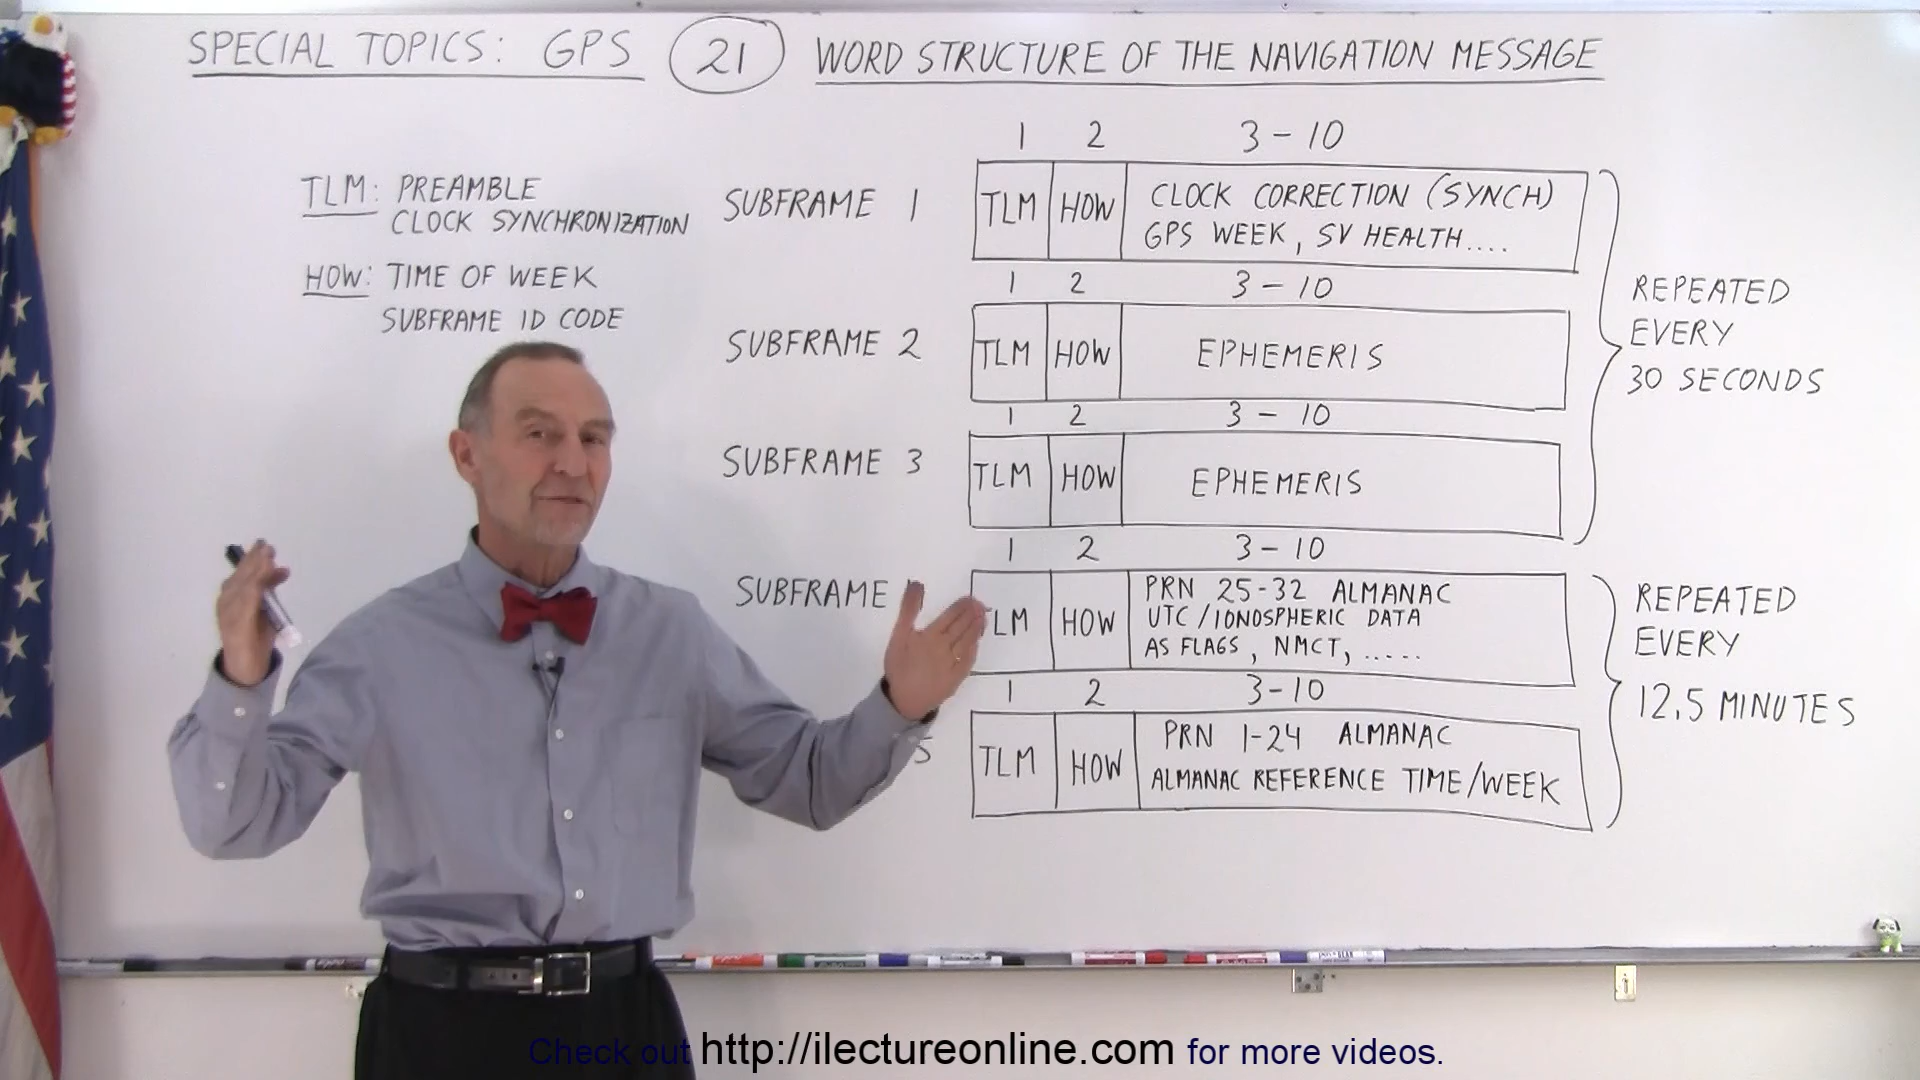 SPECIAL TOPICS: GPS 21 WORD STRUCTURE OF THE NAVIGATION MESSAGE
TLM: PREAMBLE
CLOCK SYNCHRONIZATION
HOW: TIME OF WEEK
SUBFRAME ID CODE
1 2 3-10
SUBFRAME 1 TLM HOW CLOCK CORRECTION (SYNCH)
GPS WEEK, SV HEALTH....
1 2 3-10
SUBFRAME 2 TLM HOW EPHEMERIS
1 2 3-10
SUBFRAME 3 TLM HOW EPHEMERIS
REPEATED
EVERY
30 SECONDS
1 2 3-10
SUBFRAME TLM HOW PRN 25-32 ALMANAC
UTC/IONOSPHERIC DATA
AS FLAGS, NMCT, .....
1 2 3-10
5 TLM HOW PRN 1-24 ALMANAC
ALMANAC REFERENCE TIME/WEEK
REPEATED
EVERY
12.5 MINUTES
Check out http://ilectureonline.com for more videos.